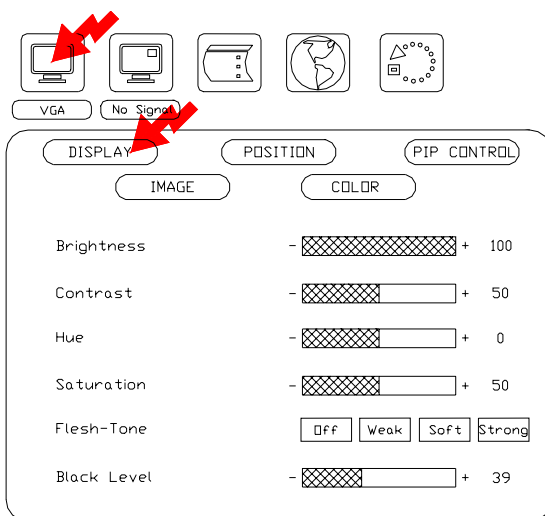 VGA No Signal
DISPLAY POSITION PIP CONTROL
IMAGE COLOR
Brightness - + 100
Contrast - + 50
Hue - + 0
Saturation - + 50
Flesh-Tone Off Weak Soft Strong
Black Level - + 39